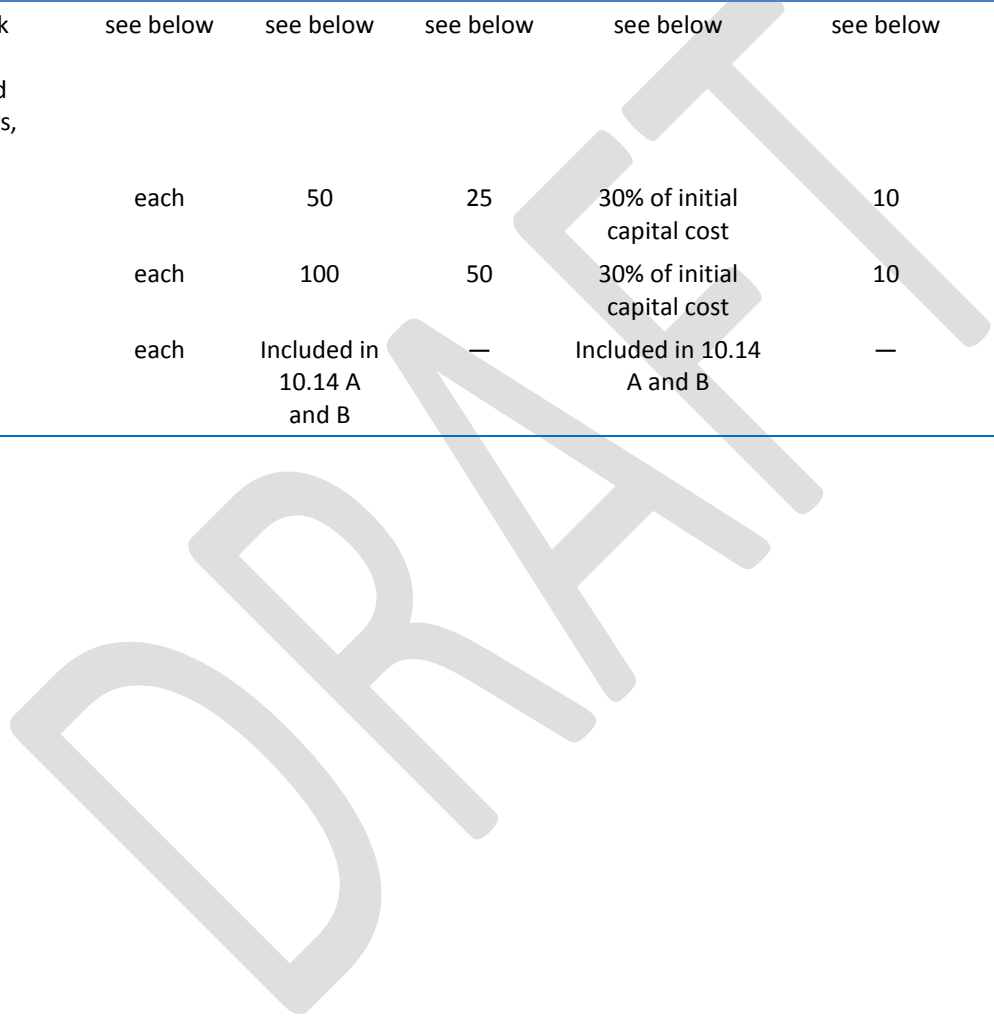 k see below see below see below see below see below
d
s,
each 50 25 30% of initial 10
capital cost
each 100 50 30% of initial 10
capital cost
each Included in — Included in 10.14 —
10.14 A A and B
and B
DRAFT